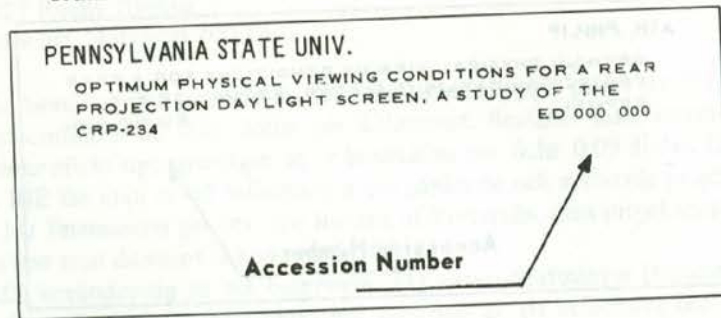 PENNSYLVANIA STATE UNIV.
OPTIMUM PHYSICAL VIEWING CONDITIONS FOR A REAR
PROJECTION DAYLIGHT SCREEN, A STUDY OF THE
CRP-234 ED 000 000
Accession Number